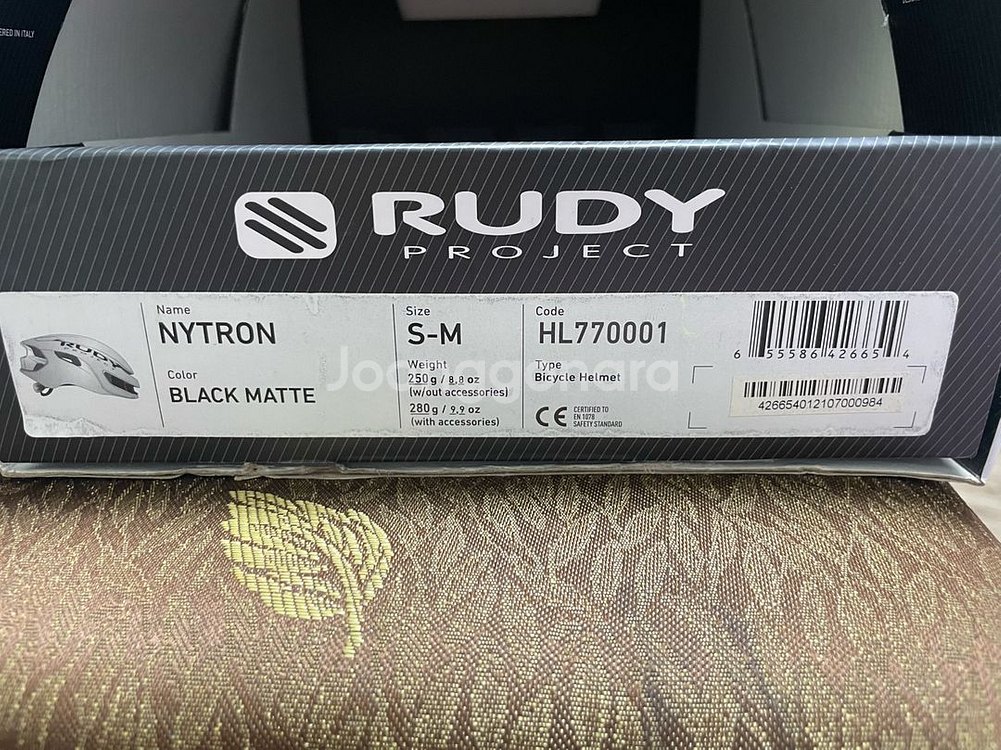 ERED IN ITALY
RUDY
PROJECT
Name
NYTRON
Color
BLACK MATTE
RUDY
Size
S-M
Weight
250g / 8.8 oz
(w/out accessories)
280g / 9.9 oz
(with accessories)
Code
HL770001
Type
Bicycle Helmet
CE
CERTIFIED TO
EN 1078
SAFETY STANDARD
6 55586 42665 4
426654012107000984
Joonggonara